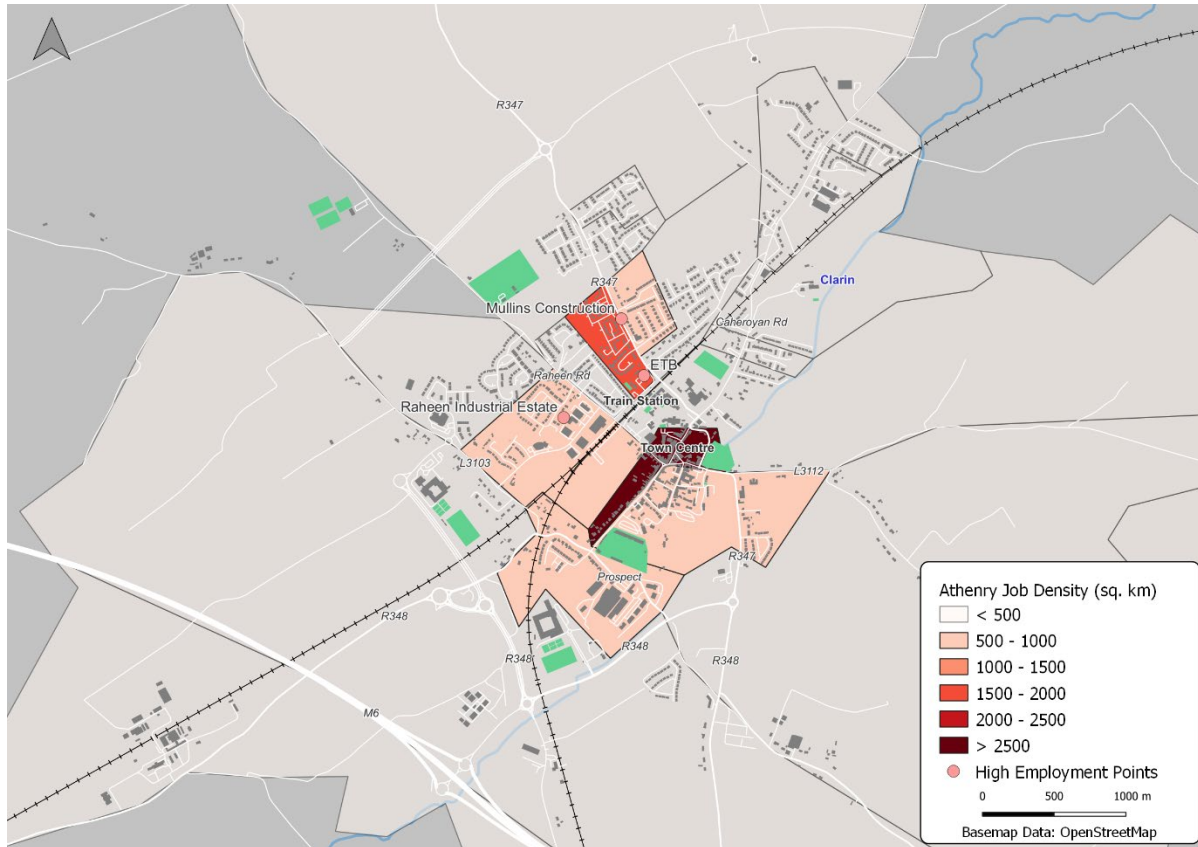 R347
Clarin
R347
Mullins Construction
Caheroyan Rd
ETB
Raheen Rd
Train Station
Raheen Industrial Estate
Town Centre
L3103
L3112
R347
Prospect
R348
R348
R348
R348
M6
Athenry Job Density (sq. km)
< 500
500 - 1000
1000 - 1500
1500 - 2000
2000 - 2500
> 2500
High Employment Points
0 500 1000 m
Basemap Data: OpenStreetMap